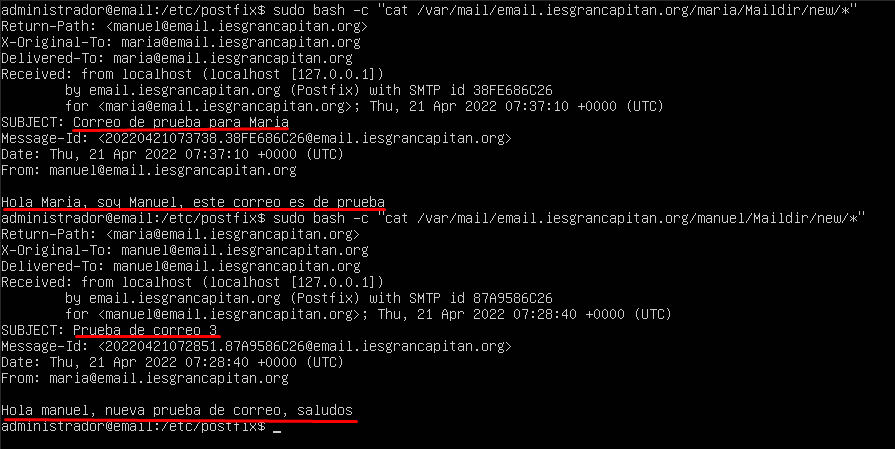 administrador@email:/etc/postfix$ sudo bash -c "cat /var/mail/email.iesgrancapitan.org/maria/Maildir/new/*"
Return-Path: <manuel@email.iesgrancapitan.org>
X-Original-To: maria@email.iesgrancapitan.org
Delivered-To: maria@email.iesgrancapitan.org
Received: from localhost (localhost [127.0.0.1])
        by email.iesgrancapitan.org (Postfix) with SMTP id 38FE686C26
        for <maria@email.iesgrancapitan.org>; Thu, 21 Apr 2022 07:37:10 +0000 (UTC)
SUBJECT: Correo de prueba para Maria
Message-Id: <20220421073738.38FE686C26@email.iesgrancapitan.org>
Date: Thu, 21 Apr 2022 07:37:10 +0000 (UTC)
From: manuel@email.iesgrancapitan.org

Hola Maria, soy Manuel, este correo es de prueba
administrador@email:/etc/postfix$ sudo bash -c "cat /var/mail/email.iesgrancapitan.org/manuel/Maildir/new/*"
Return-Path: <maria@email.iesgrancapitan.org>
X-Original-To: manuel@email.iesgrancapitan.org
Delivered-To: manuel@email.iesgrancapitan.org
Received: from localhost (localhost [127.0.0.1])
        by email.iesgrancapitan.org (Postfix) with SMTP id 87A9586C26
        for <manuel@email.iesgrancapitan.org>; Thu, 21 Apr 2022 07:28:40 +0000 (UTC)
SUBJECT: Prueba de correo 3
Message-Id: <20220421072851.87A9586C26@email.iesgrancapitan.org>
Date: Thu, 21 Apr 2022 07:28:40 +0000 (UTC)
From: maria@email.iesgrancapitan.org

Hola manuel, nueva prueba de correo, saludos
administrador@email:/etc/postfix$ _